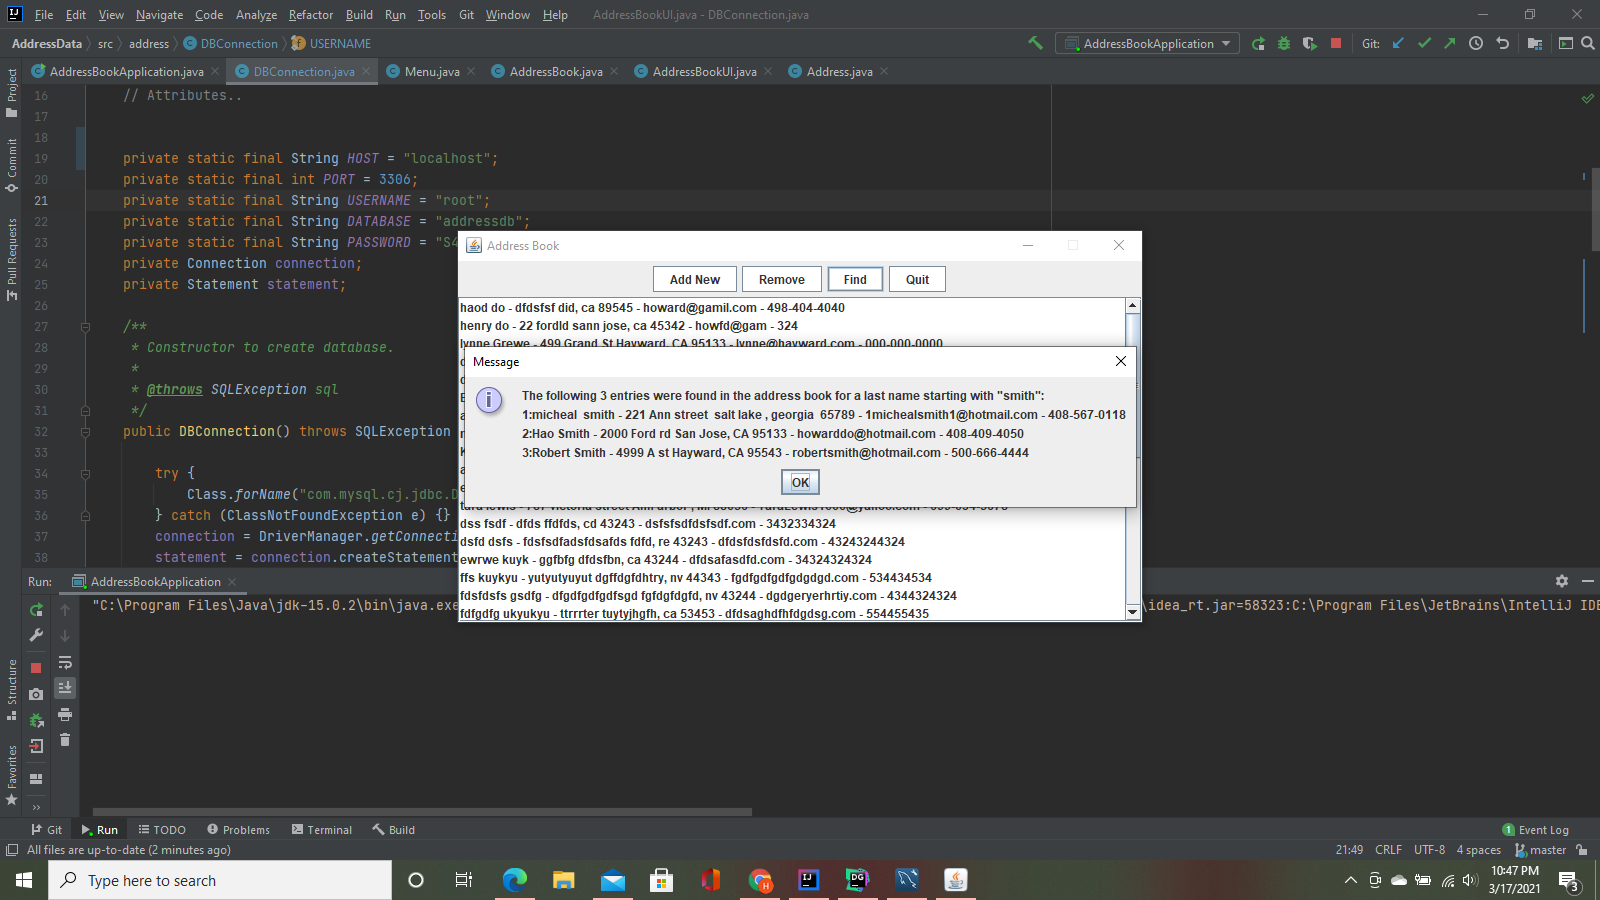 File Edit View Navigate Code Analyze Refactor Build Run Tools Git Window Help AddressBookUI.java - DBConnection.java
AddressData src address DBConnection USERNAME AddressBookApplication Git:
AddressBookApplication.java DBConnection.java Menu.java AddressBook.java AddressBookUI.java Address.java
Project
Commit
Pull Requests
Structure
Favorites
16 // Attributes..
17
18
19 private static final String HOST = "localhost";
20 private static final int PORT = 3306;
21 private static final String USERNAME = "root";
22 private static final String DATABASE = "addressdb";
23 private static final String PASSWORD = "S4
24 private Connection connection;
25 private Statement statement;
26
27 /**
28 * Constructor to create database.
29 *
30 * @throws SQLException sql
31 */
32 public DBConnection() throws SQLException
33
34 try {
35 Class.forName("com.mysql.cj.jdbc.D
36 } catch (ClassNotFoundException e) {}
37 connection = DriverManager.getConnecti
38 statement = connection.createStatement
Address Book
Add New Remove Find Quit
haod do - dfdsfsf did, ca 89545 - howard@gamil.com - 498-404-4040
henry do - 22 fordld sann jose, ca 45342 - howfd@gam - 324
lynne Grewe - 499 Grand St Hayward, CA 95133 - lynne@hayward.com - 000-000-0000
Message
The following 3 entries were found in the address book for a last name starting with "smith":
1:micheal smith - 221 Ann street salt lake , georgia 65789 - 1michealsmith1@hotmail.com - 408-567-0118
2:Hao Smith - 2000 Ford rd San Jose, CA 95133 - howarddo@hotmail.com - 408-409-4050
3:Robert Smith - 4999 A st Hayward, CA 95543 - robertsmith@hotmail.com - 500-666-4444
OK
dss fsdf - dfds ffdfds, cd 43243 - dsfsfsdfdsfsdf.com - 3432334324
dsfd dsfs - fdsfsdfadsfdsafds fdfd, re 43243 - dfdsfdsfdsfd.com - 43243244324
ewrwe kuyk - ggfbfg dfdsfbn, ca 43244 - dfdsafasdfd.com - 34324324324
ffs kuykyu - yutyutyuyut dgffdgfdhtry, nv 44343 - fgdfgdfgdfgdgdgd.com - 534434534
fdsfdsfs gsdfg - dfgdfgdfgdfsgd fgfdgfdgfd, nv 43244 - dgdgeryerhrtiy.com - 4344324324
fdfgdfg ukyukyu - ttrrrter tuytyjhgfh, ca 53453 - dfdsaghdfhfdgdsg.com - 554455435
Run: AddressBookApplication
"C:\Program Files\Java\jdk-15.0.2\bin\java.exe \idea_rt.jar=58323:C:\Program Files\JetBrains\IntelliJ IDE
Git Run TODO Problems Terminal Build 1 Event Log
All files are up-to-date (2 minutes ago) 21:49 CRLF UTF-8 4 spaces master
Type here to search
10:47 PM
3/17/2021
3